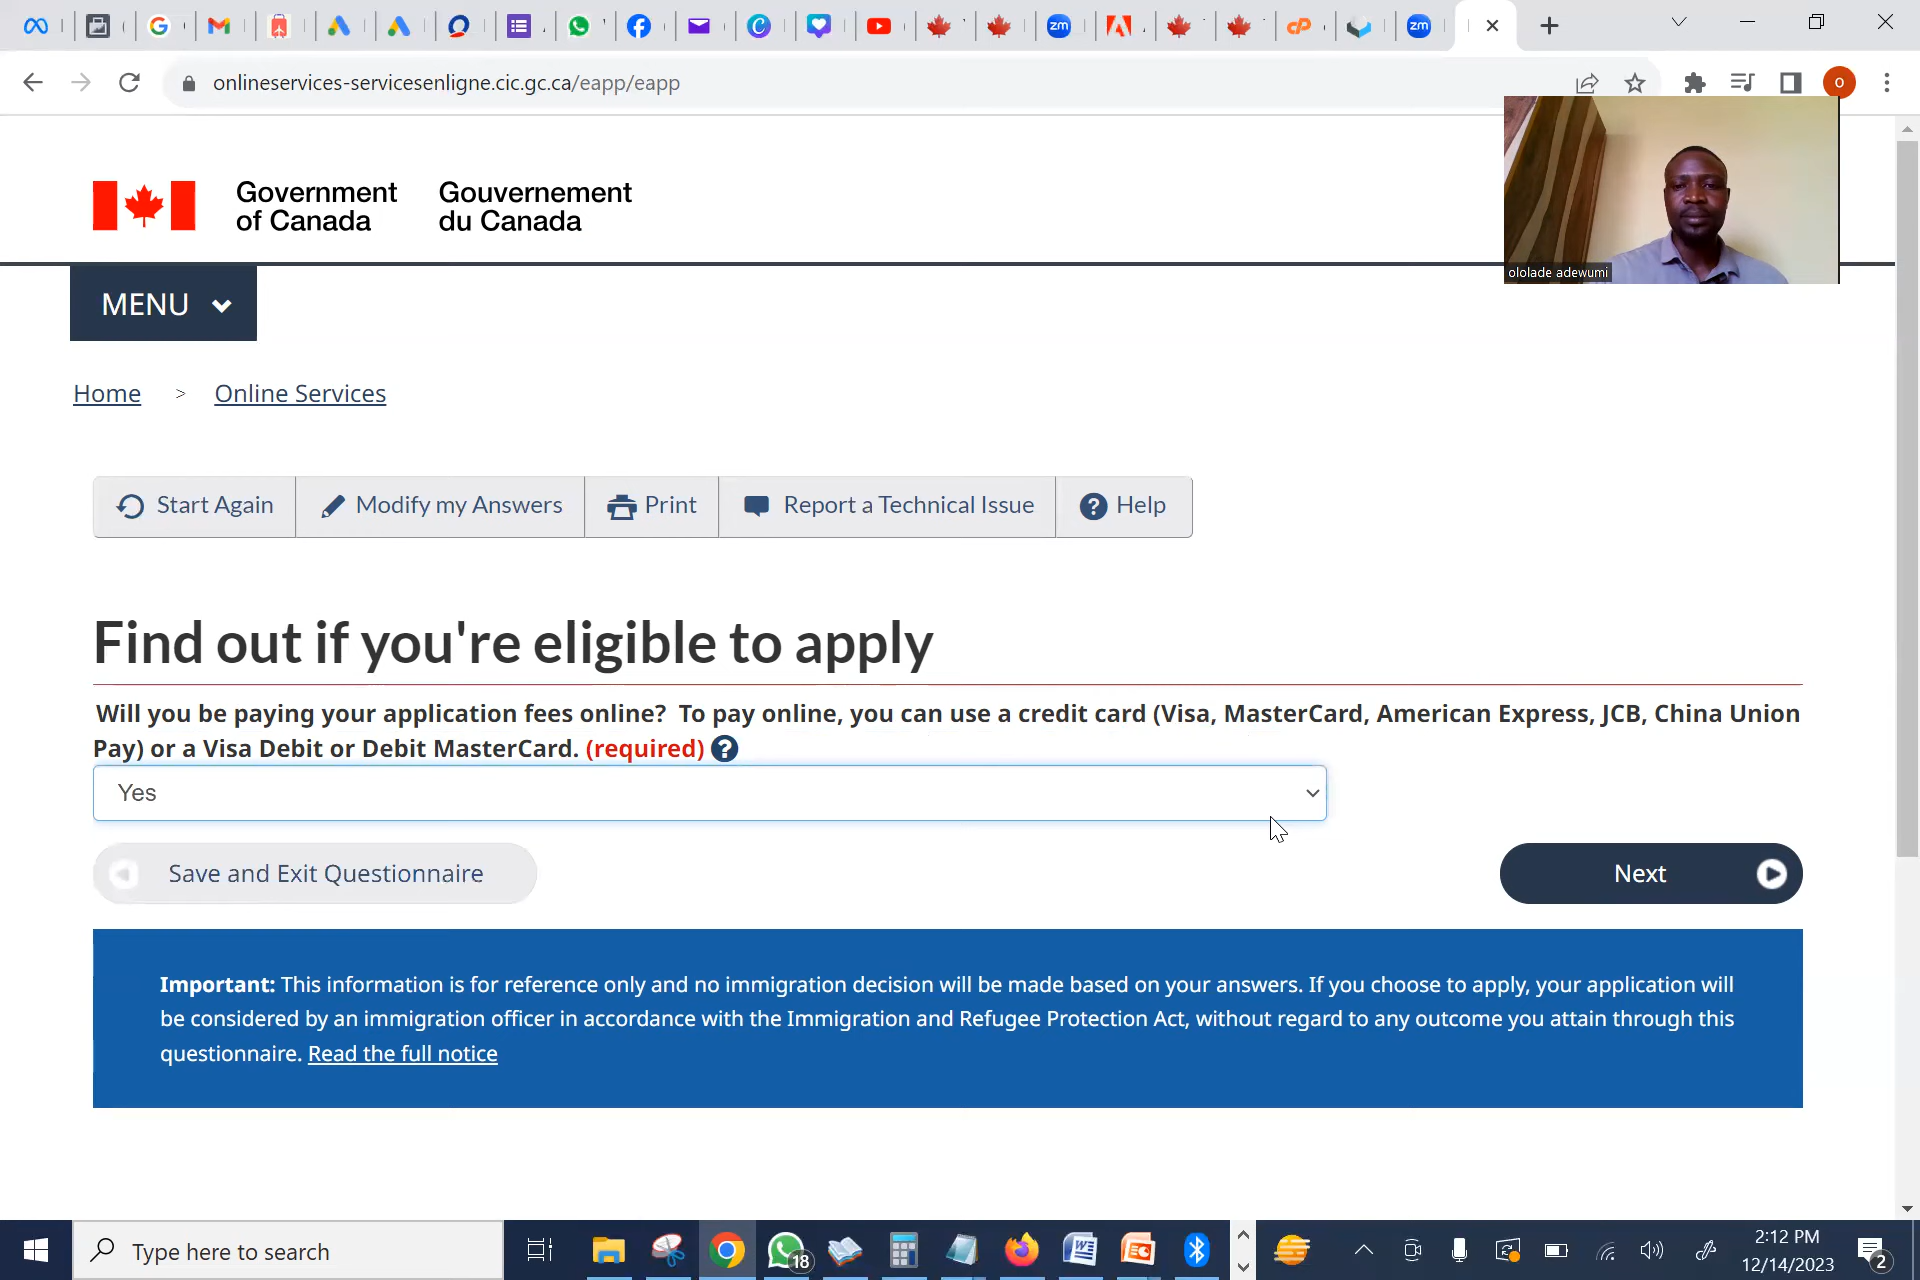 onlineservices-servicesenligne.cic.gc.ca/eapp/eapp
O
Government
of Canada
Gouvernement
du Canada
ololade adewumi
MENU
Home > Online Services
Start Again
Modify my Answers
Print
Report a Technical Issue
Help
Find out if you're eligible to apply
Will you be paying your application fees online? To pay online, you can use a credit card (Visa, MasterCard, American Express, JCB, China Union
Pay) or a Visa Debit or Debit MasterCard. (required) ?
Yes
Save and Exit Questionnaire
Next
Important: This information is for reference only and no immigration decision will be made based on your answers. If you choose to apply, your application will
be considered by an immigration officer in accordance with the Immigration and Refugee Protection Act, without regard to any outcome you attain through this
questionnaire. Read the full notice
Type here to search
18
2:12 PM
12/14/2023
2